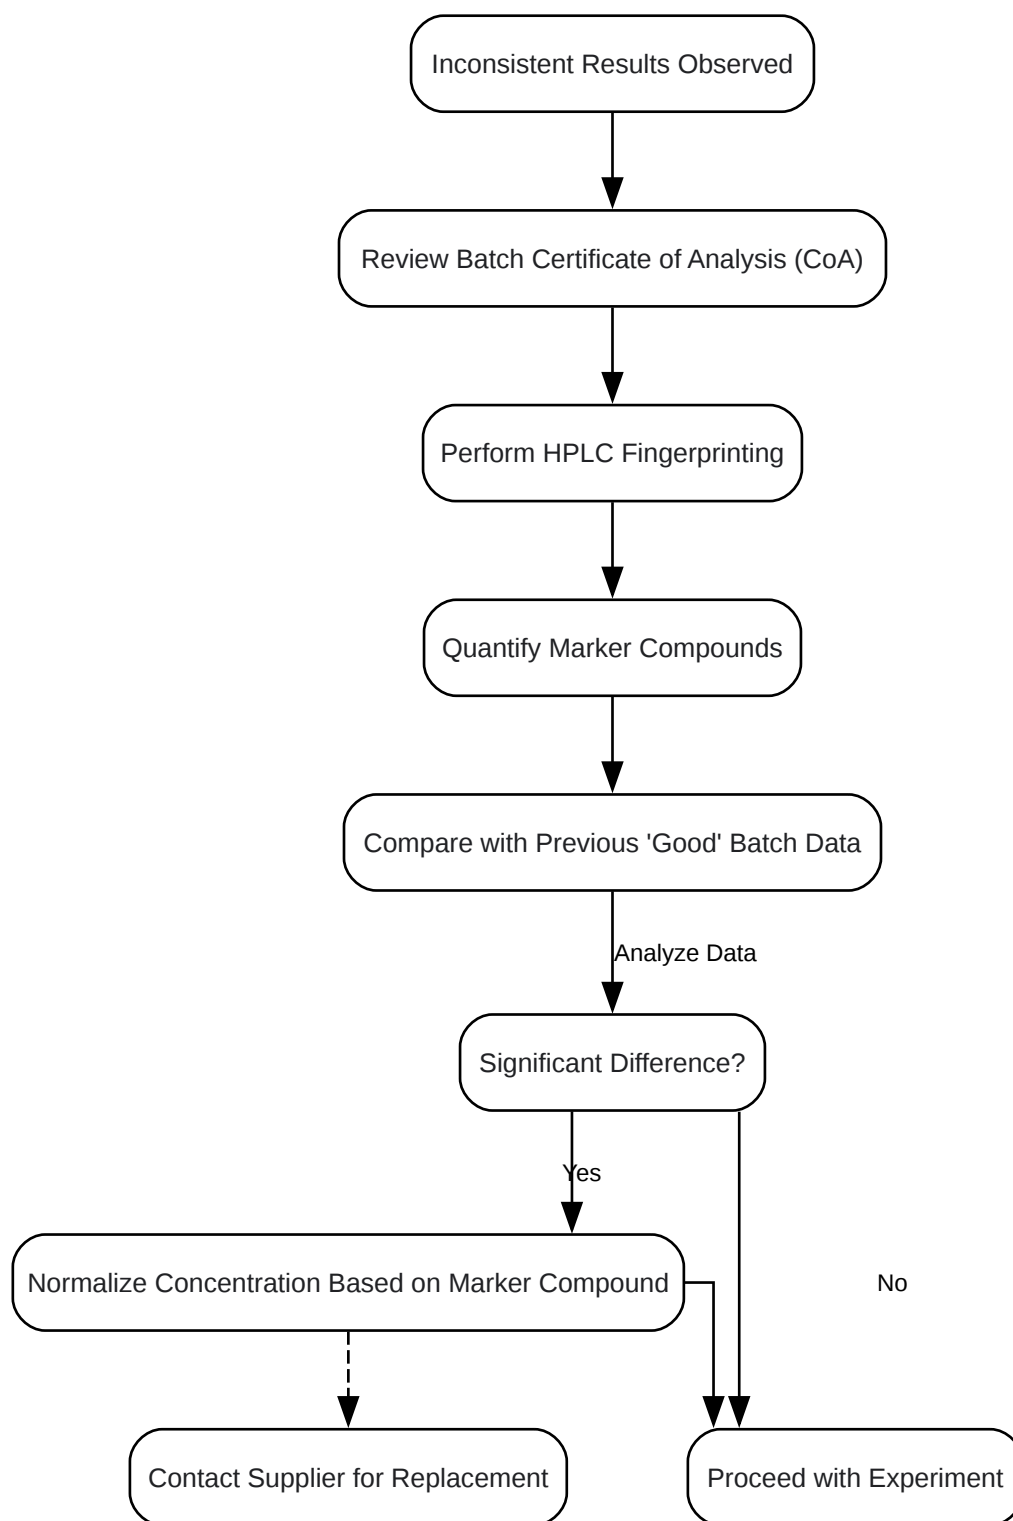 Inconsistent Results Observed
Review Batch Certificate of Analysis (CoA)
Perform HPLC Fingerprinting
Quantify Marker Compounds
Compare with Previous 'Good' Batch Data
Analyze Data
Significant Difference?
Yes
Normalize Concentration Based on Marker Compound
No
Contact Supplier for Replacement
Proceed with Experiment